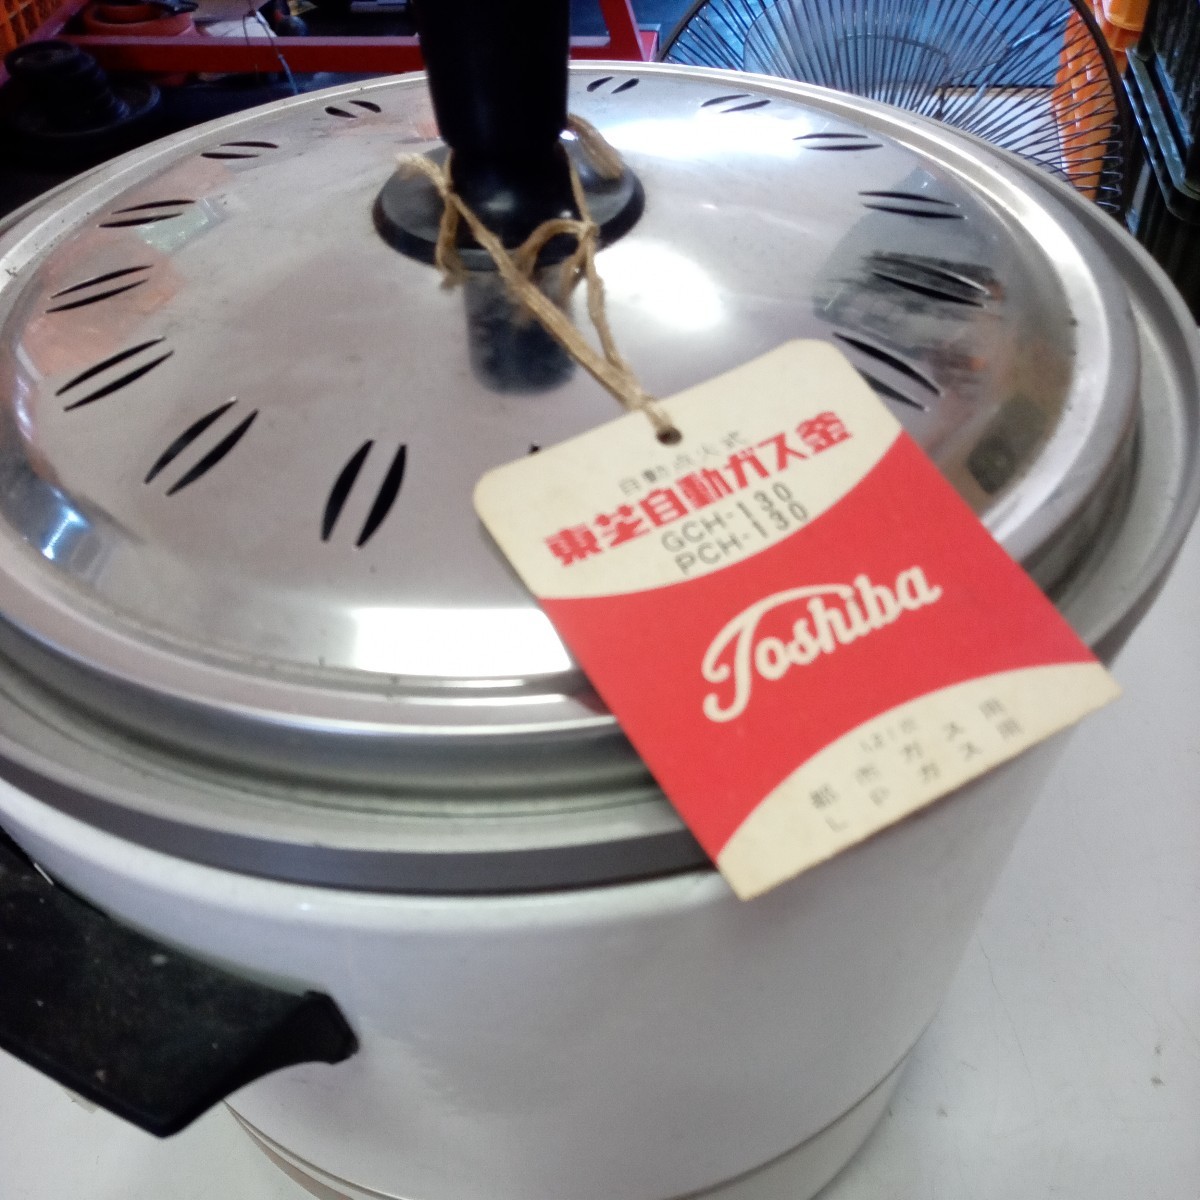 自動点火式
東芝自動ガス釜
GCH-130
PCH-130
Toshiba
都市ガス用
LPガス用